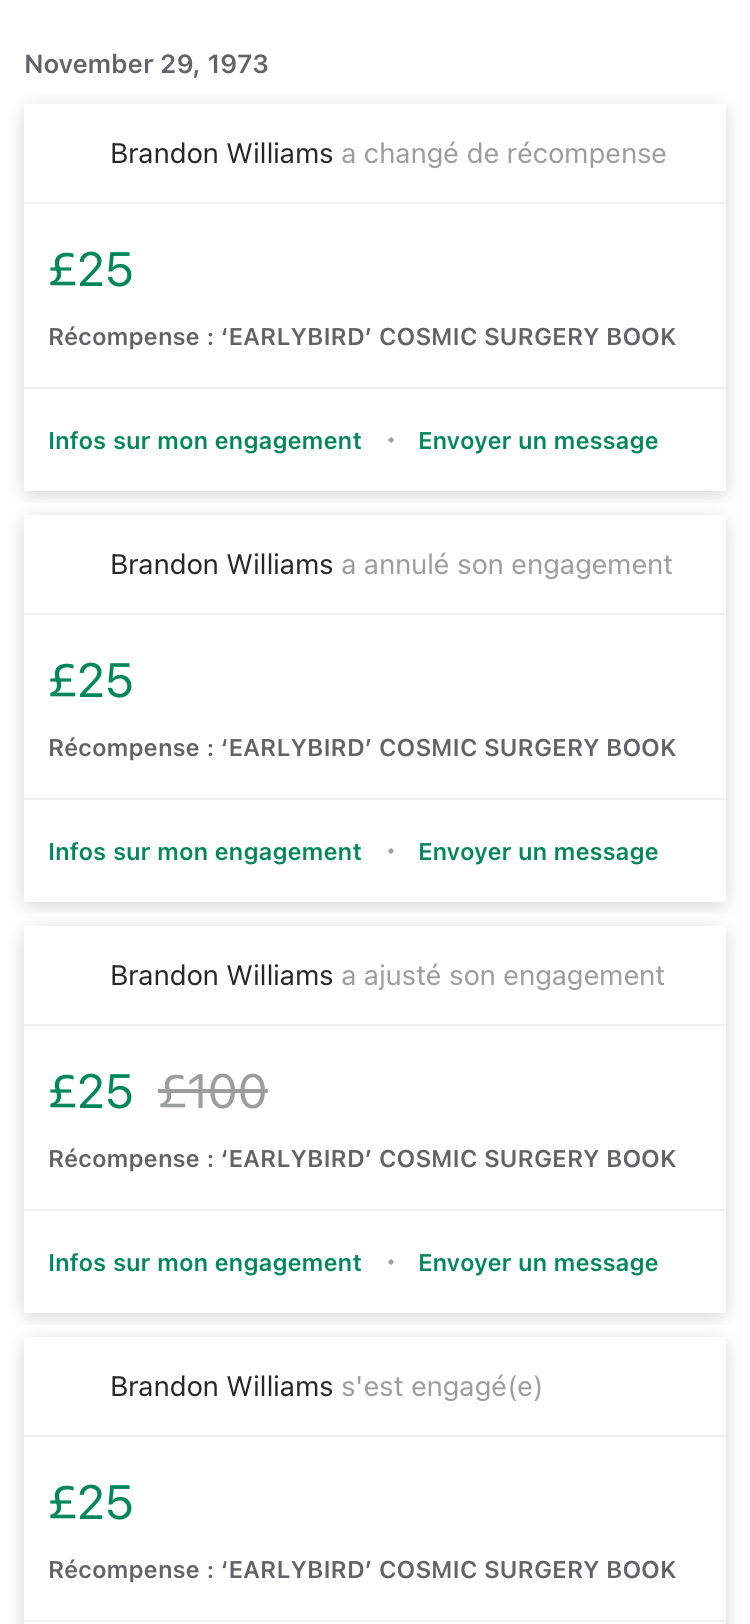 November 29, 1973
Brandon Williams a changé de récompense
£25
Récompense : ‘EARLYBIRD’ COSMIC SURGERY BOOK
Infos sur mon engagement • Envoyer un message
Brandon Williams a annulé son engagement
£25
Récompense : ‘EARLYBIRD’ COSMIC SURGERY BOOK
Infos sur mon engagement • Envoyer un message
Brandon Williams a ajusté son engagement
£25 £100
Récompense : ‘EARLYBIRD’ COSMIC SURGERY BOOK
Infos sur mon engagement • Envoyer un message
Brandon Williams s'est engagé(e)
£25
Récompense : ‘EARLYBIRD’ COSMIC SURGERY BOOK